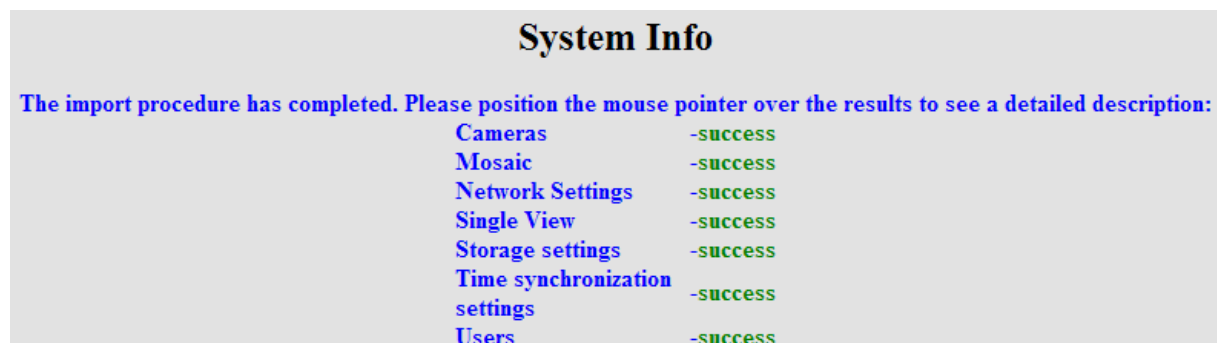 System Info
The import procedure has completed. Please position the mouse pointer over the results to see a detailed description:
Cameras -success
Mosaic -success
Network Settings -success
Single View -success
Storage settings -success
Time synchronization
settings -success
Users -success